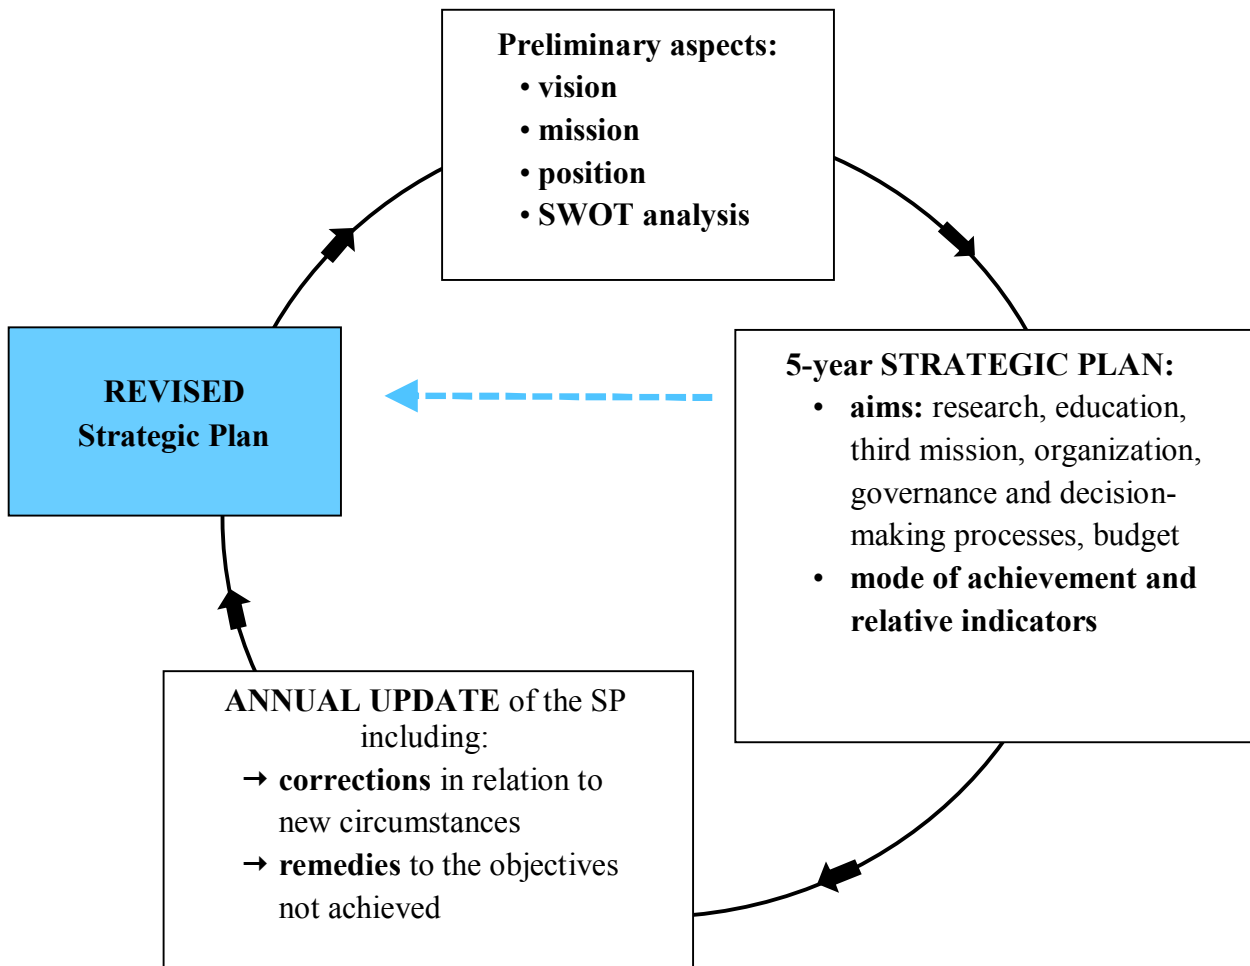 Preliminary aspects:
• vision
• mission
• position
• SWOT analysis
REVISED
Strategic Plan
5-year STRATEGIC PLAN:
• aims: research, education,
third mission, organization,
governance and decision-
making processes, budget
• mode of achievement and
relative indicators
ANNUAL UPDATE of the SP
including:
→ corrections in relation to
new circumstances
→ remedies to the objectives
not achieved